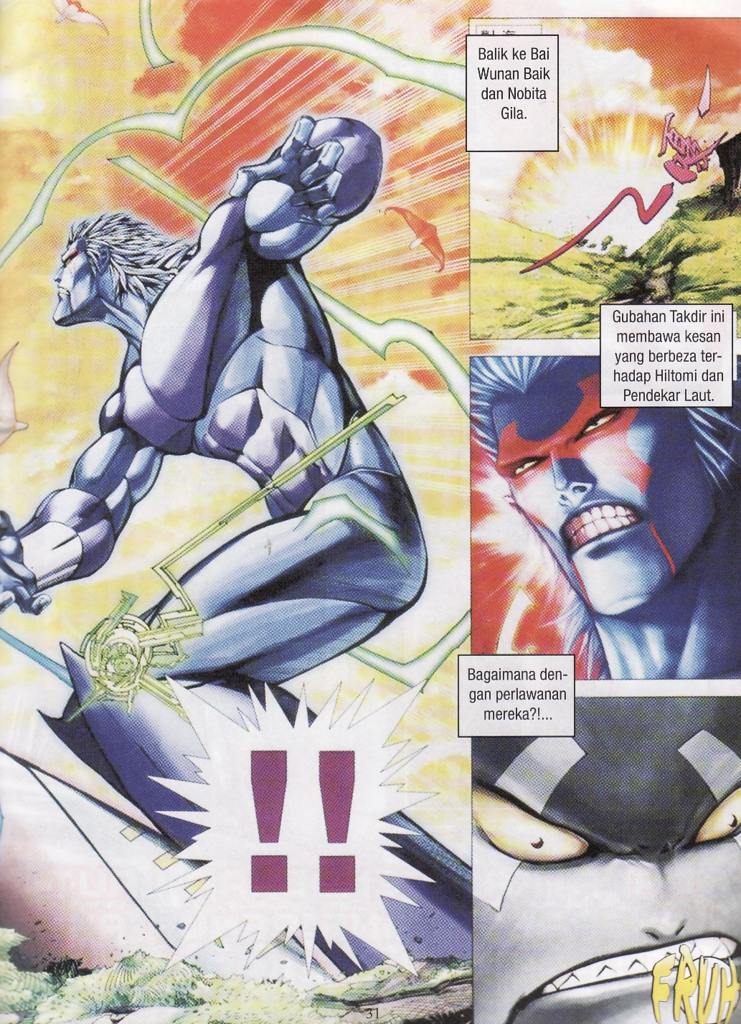 Balik ke Bai
Wunan Baik
dan Nobita
Gila.
Gubahan Takdir ini
membawa kesan
yang berbeza ter-
hadap Hiltomi dan
Pendekar Laut.
Bagaimana den-
gan perlawanan
mereka?!...
!!
FRUH
31